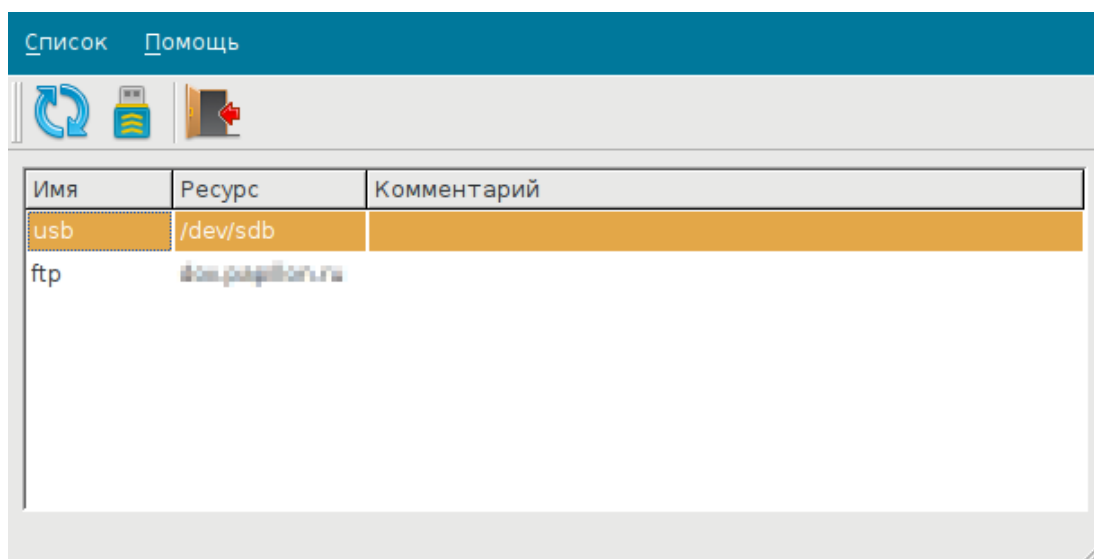 Список Помощь
Имя Ресурс Комментарий
usb /dev/sdb
ftp